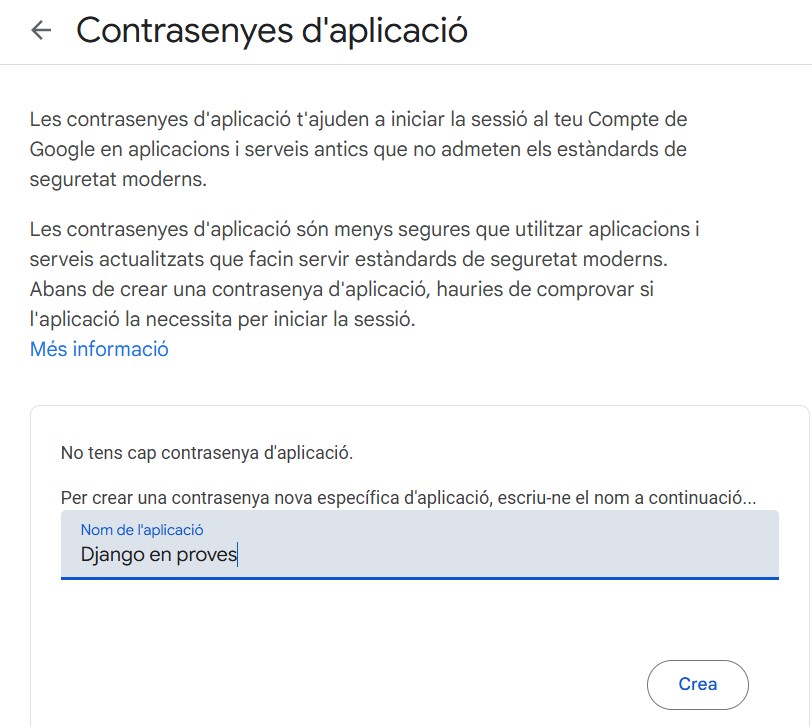 Contrasenyes d'aplicació
Les contrasenyes d'aplicació t'ajuden a iniciar la sessió al teu Compte de
Google en aplicacions i serveis antics que no admeten els estàndards de
seguretat moderns.
Les contrasenyes d'aplicació són menys segures que utilitzar aplicacions i
serveis actualitzats que facin servir estàndards de seguretat moderns.
Abans de crear una contrasenya d'aplicació, hauries de comprovar si
l'aplicació la necessita per iniciar la sessió.
Més informació
No tens cap contrasenya d'aplicació.
Per crear una contrasenya nova específica d'aplicació, escriu-ne el nom a continuació...
Nom de l'aplicació
Django en proves
Crea